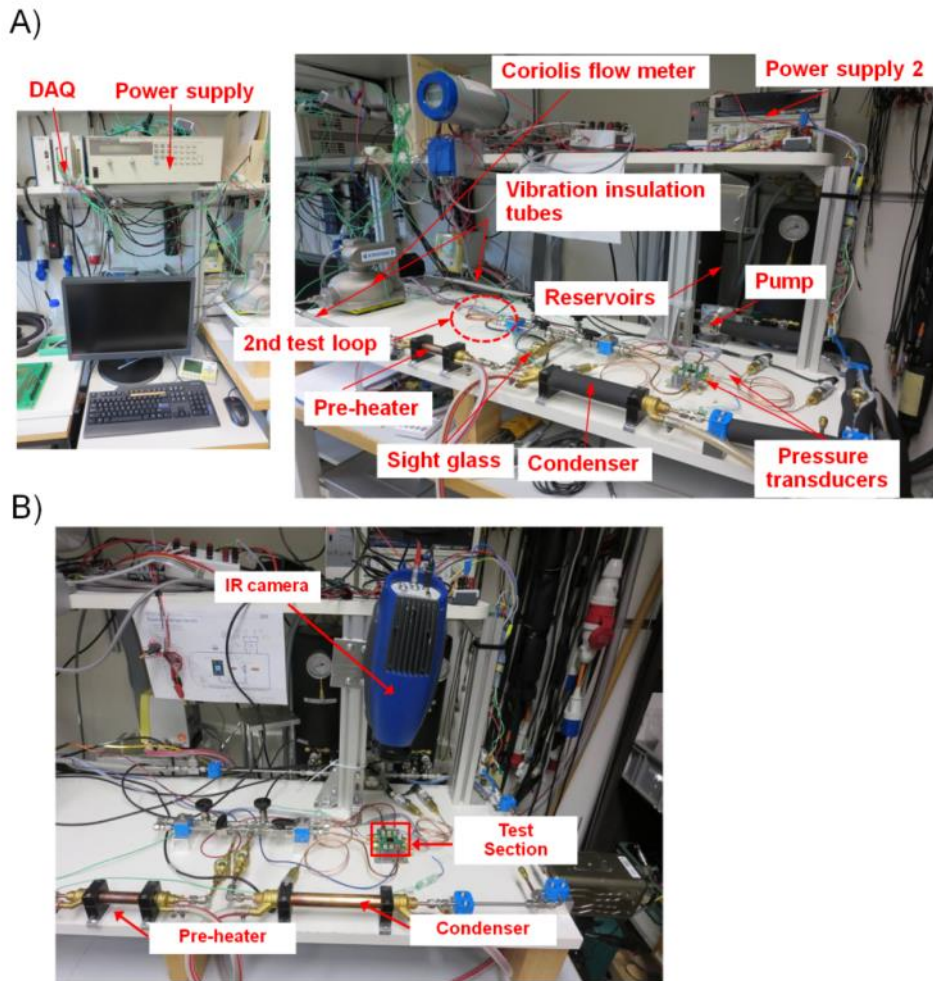 A)
DAQ
Power supply
Coriolis flow meter
Power supply 2
Vibration insulation
tubes
Reservoirs
Pump
2nd test loop
Pre-heater
Sight glass
Condenser
Pressure
transducers
B)
IR camera
Test
Section
Pre-heater
Condenser